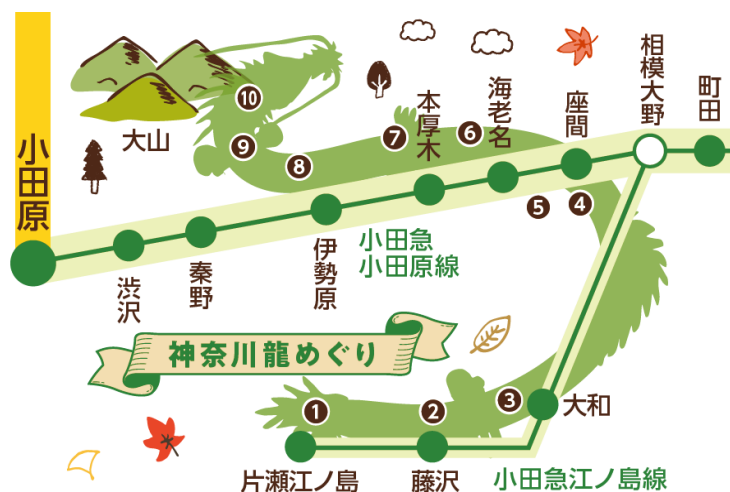 小田原
大山
⑩
⑨
⑧
⑦
⑥
本厚木
海老名
座間
相模大野
町田
⑤
④
小田急
小田原線
伊勢原
秦野
渋沢
神奈川龍めぐり
①
②
③
大和
片瀬江ノ島
藤沢
小田急江ノ島線